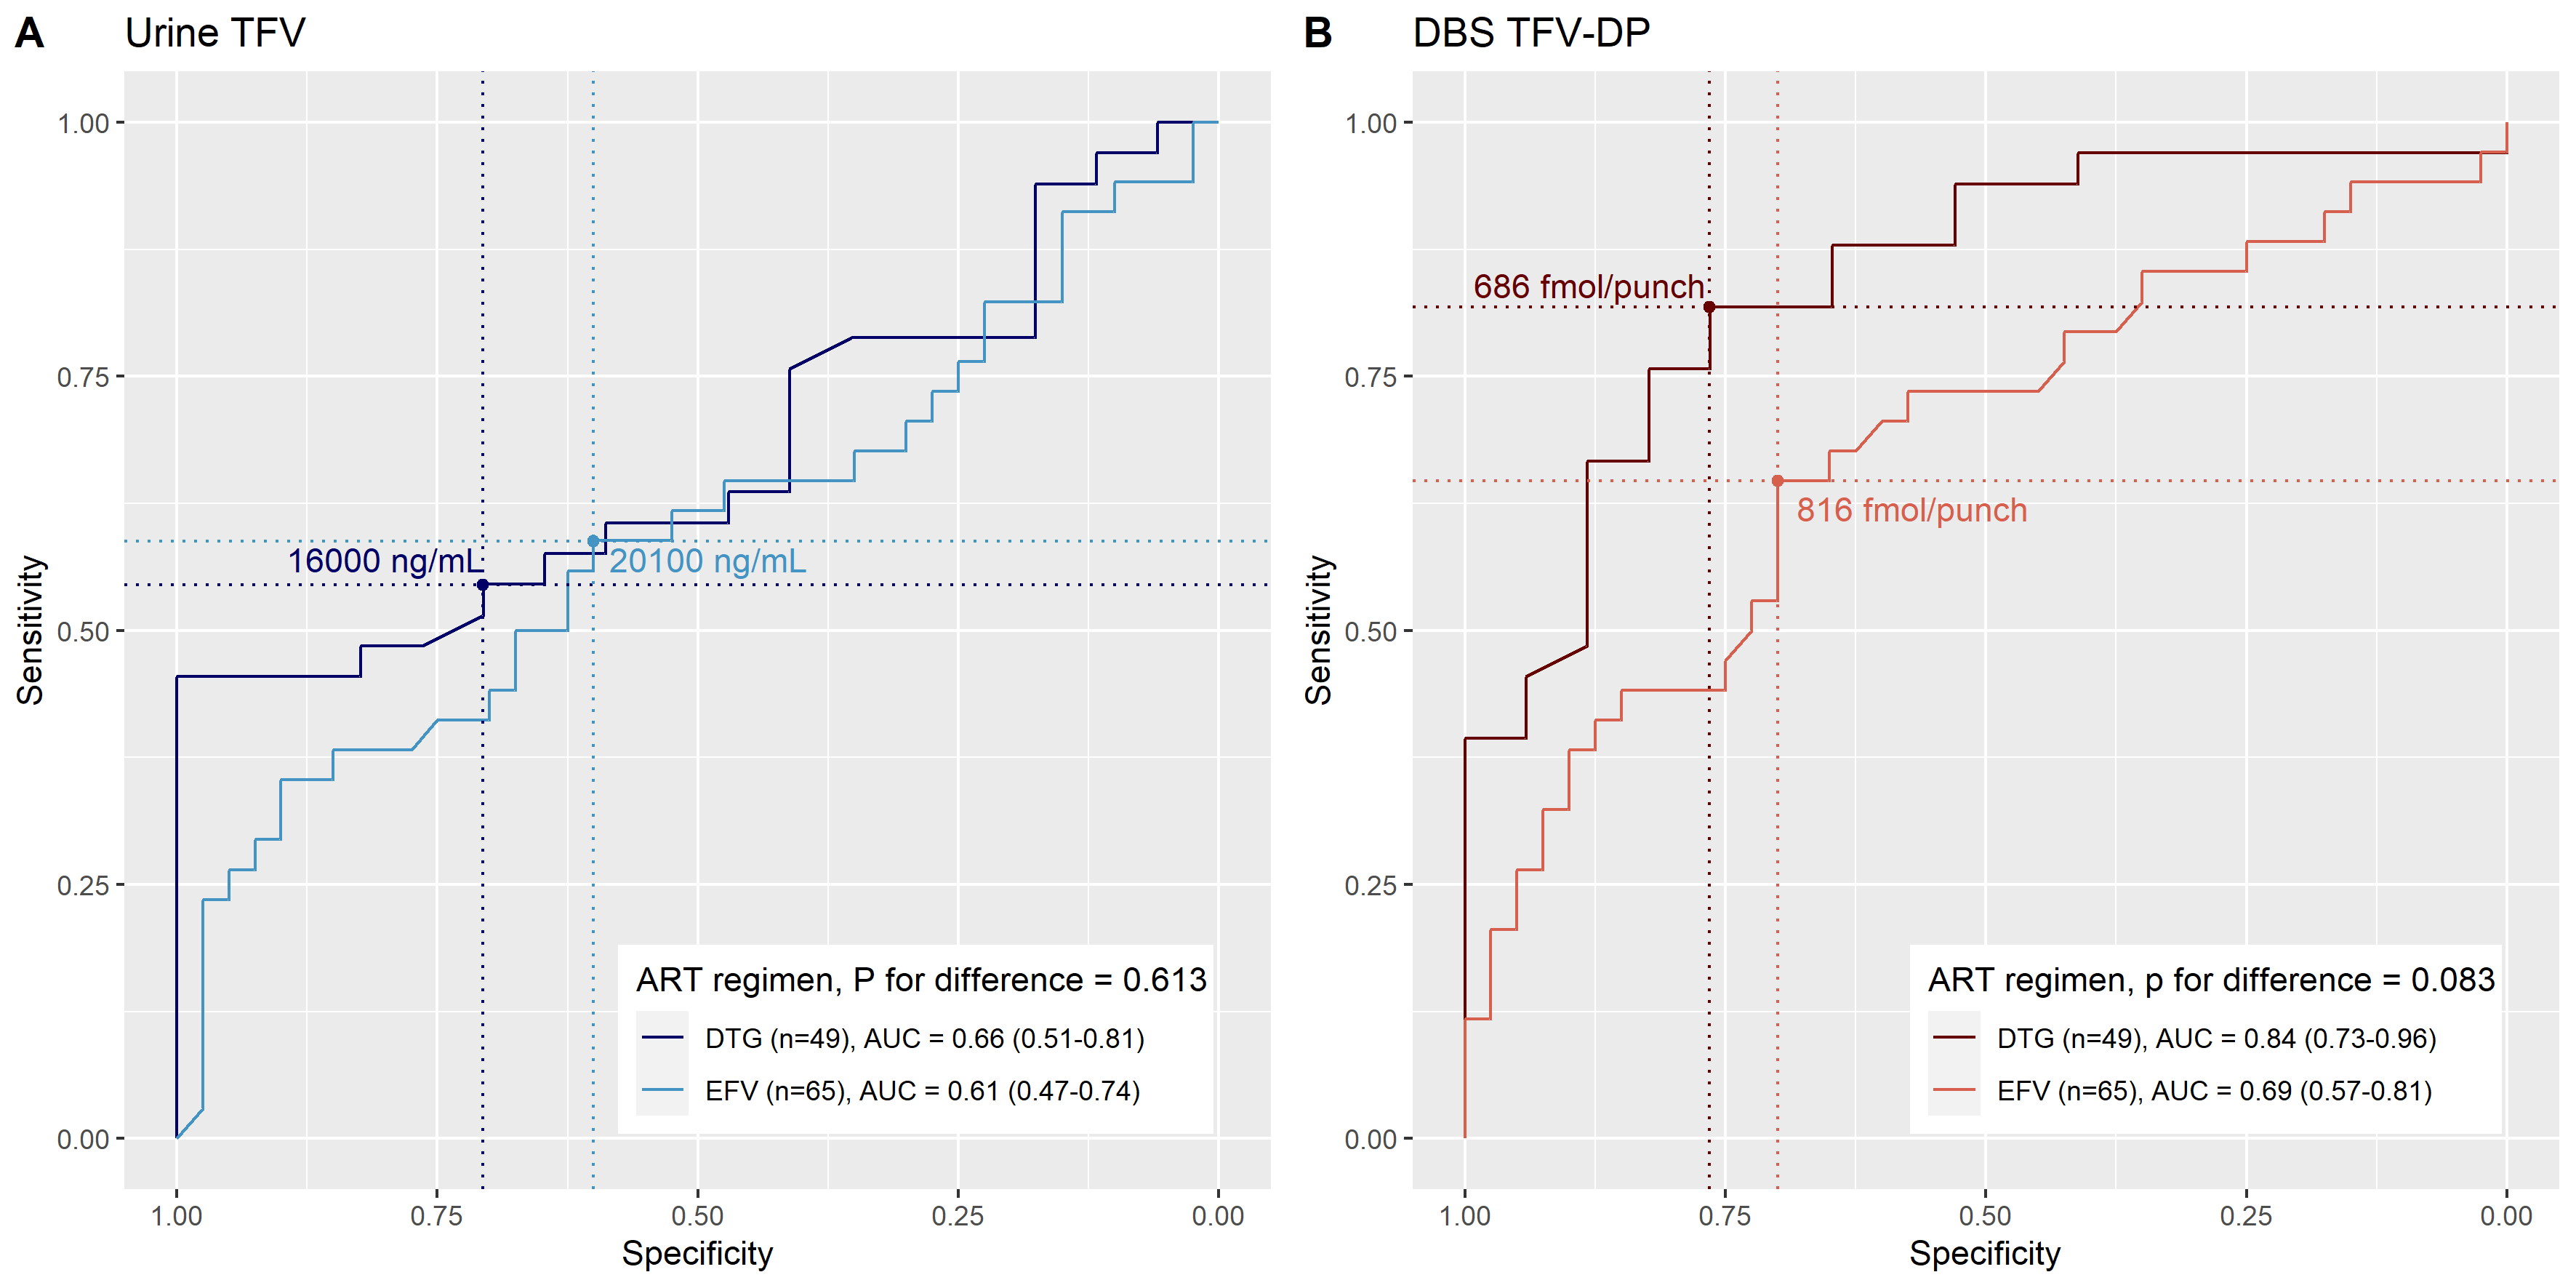 A Urine TFV
1.00
0.75
0.50
0.25
0.00
Sensitivity
16000 ng/mL
20100 ng/mL
ART regimen, P for difference = 0.613
DTG (n=49), AUC = 0.66 (0.51-0.81)
EFV (n=65), AUC = 0.61 (0.47-0.74)
1.00 0.75 0.50 0.25 0.00
Specificity
B DBS TFV-DP
1.00
0.75
0.50
0.25
0.00
Sensitivity
686 fmol/punch
816 fmol/punch
ART regimen, p for difference = 0.083
DTG (n=49), AUC = 0.84 (0.73-0.96)
EFV (n=65), AUC = 0.69 (0.57-0.81)
1.00 0.75 0.50 0.25 0.00
Specificity